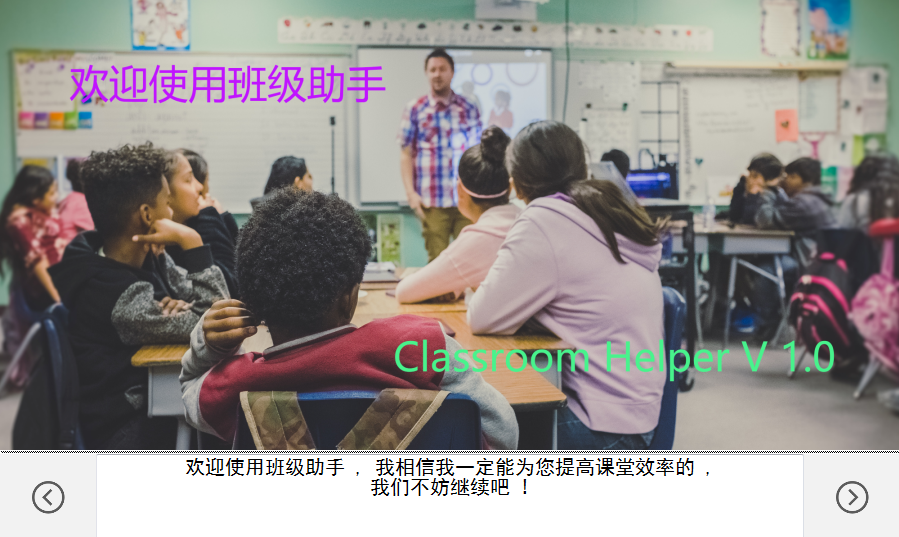 欢迎使用班级助手
Classroom Helper V 1.0
欢迎使用班级助手 ， 我相信我一定能为您提高课堂效率的 ，
我们不妨继续吧 ！